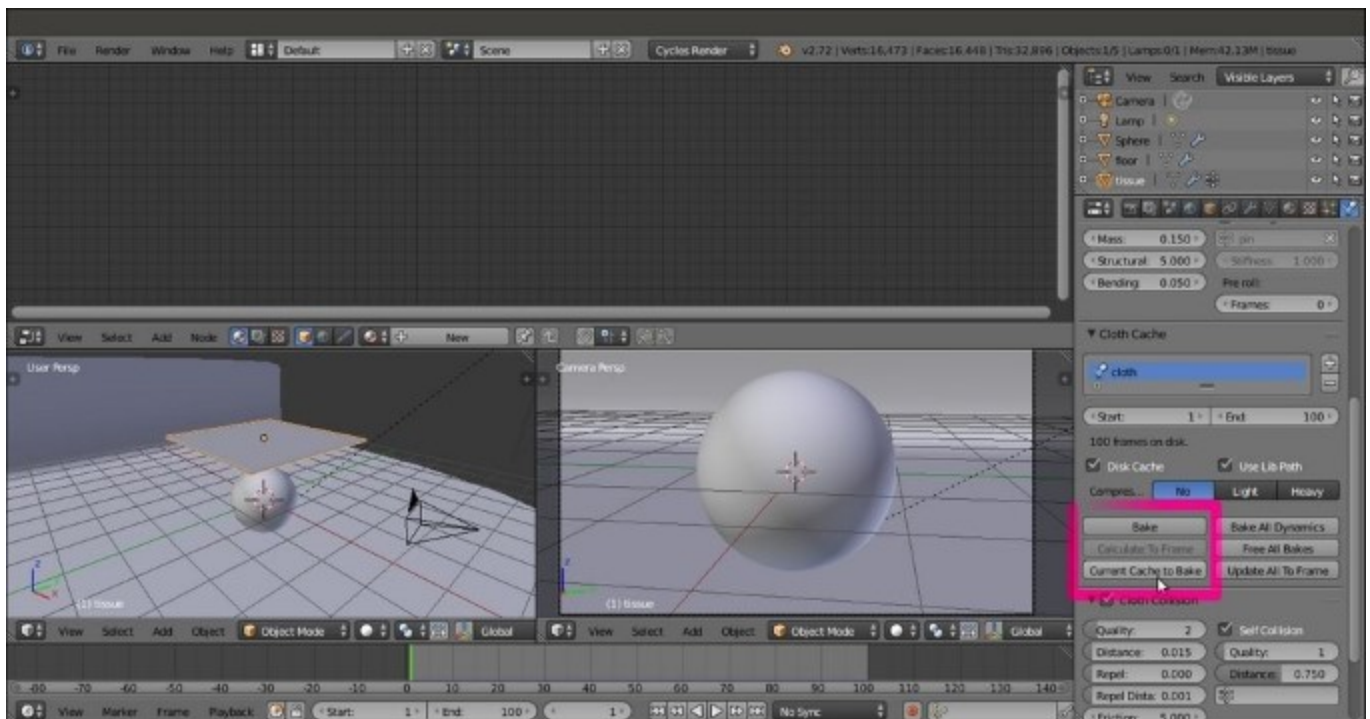 File Render Window Help Default Scene Cycles Render v2.72 | Verts:16,473 | Faces:16,448 | Tris:32,896 | Objects:1/5 | Lamps:0/1 | Mem:42.13M | tissue
View Search Visible Layers
Camera
Lamp
Sphere
floor
tissue
Mass: 0.150 pin
Structural: 5.000 Stiffness: 1.000
Bending: 0.050 Pre roll:
Frames: 0
View Select Add Node New
Cloth Cache
cloth
Start: 1 End: 100
100 frames on disk.
Disk Cache Use Lib Path
Compres... No Light Heavy
Bake Bake All Dynamics
Calculate To Frame Free All Bakes
Current Cache to Bake Update All To Frame
Cloth Collision
Quality: 2 Self Collision
Distance: 0.015 Quality: 1
Repel: 0.000 Distance: 0.750
Repel Dista: 0.001
Friction: 5.000
User Persp
Z
Y
X
(1) tissue
Camera Persp
Z
(1) tissue
View Select Add Object Object Mode Global
View Select Add Object Object Mode Global
-80 -70 -60 -50 -40 -30 -20 -10 0 10 20 30 40 50 60 70 80 90 100 110 120 130 140
View Marker Frame Playback Start: 1 End: 100 1 No Sync